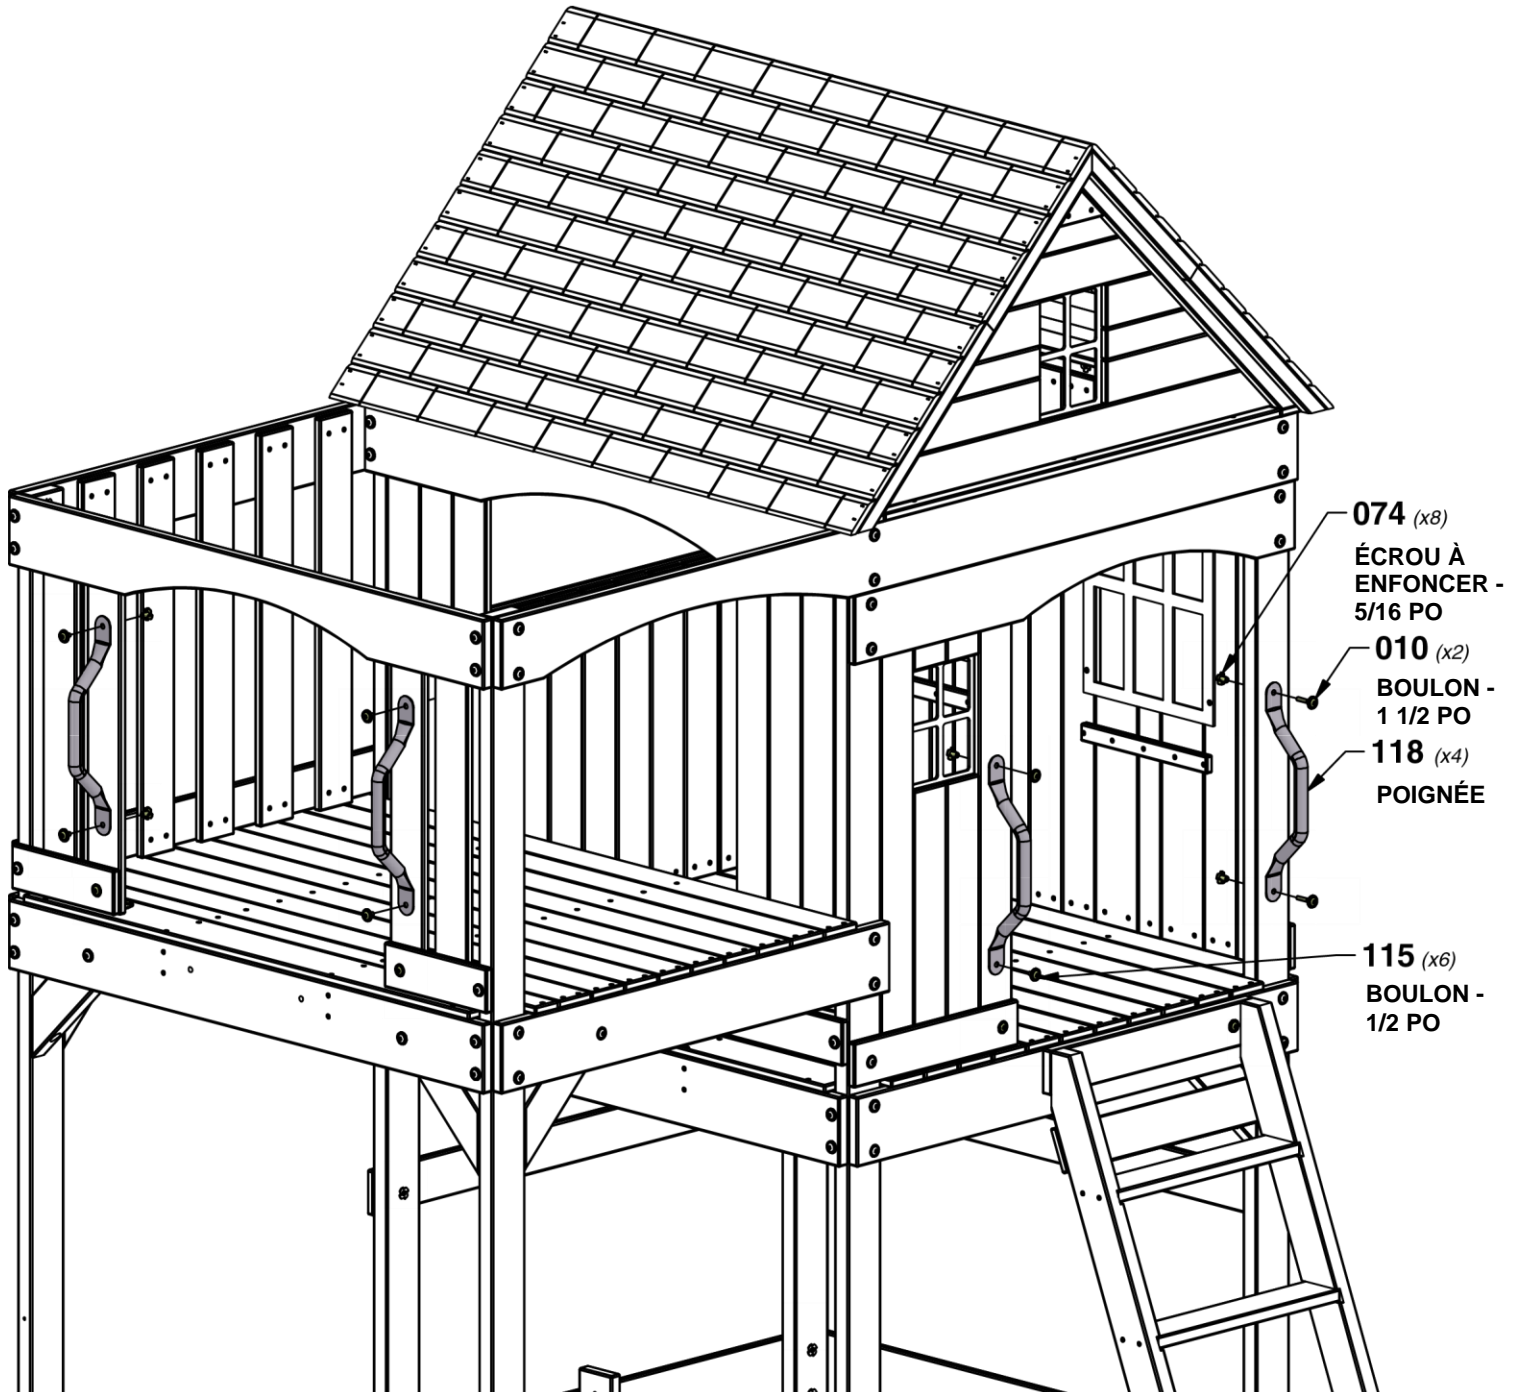 074 (x8)
ÉCROU À
ENFONCER -
5/16 PO
010 (x2)
BOULON -
1 1/2 PO
118 (x4)
POIGNÉE
115 (x6)
BOULON -
1/2 PO